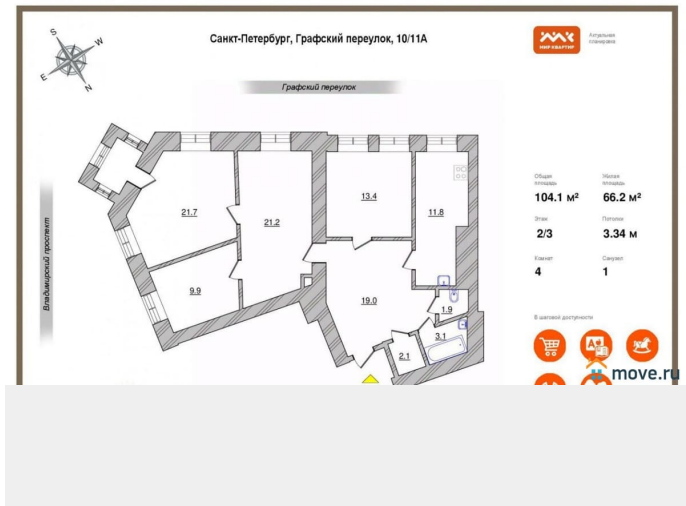 Санкт-Петербург, Графский переулок, 10/11А
МИР КВАРТИР
Актуальная
планировка
S
W
E
N
Графский переулок
Владимирский проспект
21.7
21.2
13.4
11.8
9.9
19.0
1.9
3.1
2.1
Общая
площадь
Жилая
площадь
104.1 м²
66.2 м²
Этаж
Потолок
2/3
3.34 м
Комнат
Санузел
4
1
В шаговой доступности
move.ru